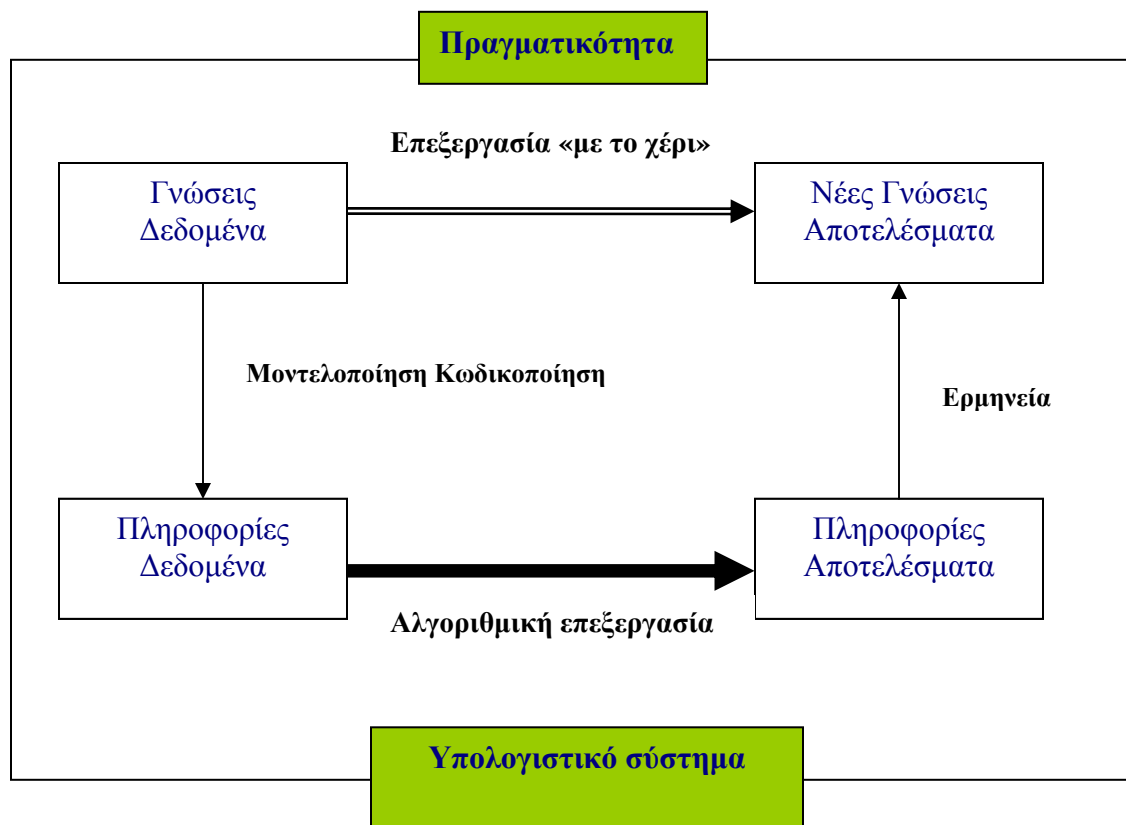 Πραγματικότητα
Επεξεργασία «με το χέρι»
Γνώσεις
Δεδομένα
Νέες Γνώσεις
Αποτελέσματα
Μοντελοποίηση Κωδικοποίηση
Ερμηνεία
Πληροφορίες
Δεδομένα
Πληροφορίες
Αποτελέσματα
Αλγοριθμική επεξεργασία
Υπολογιστικό σύστημα